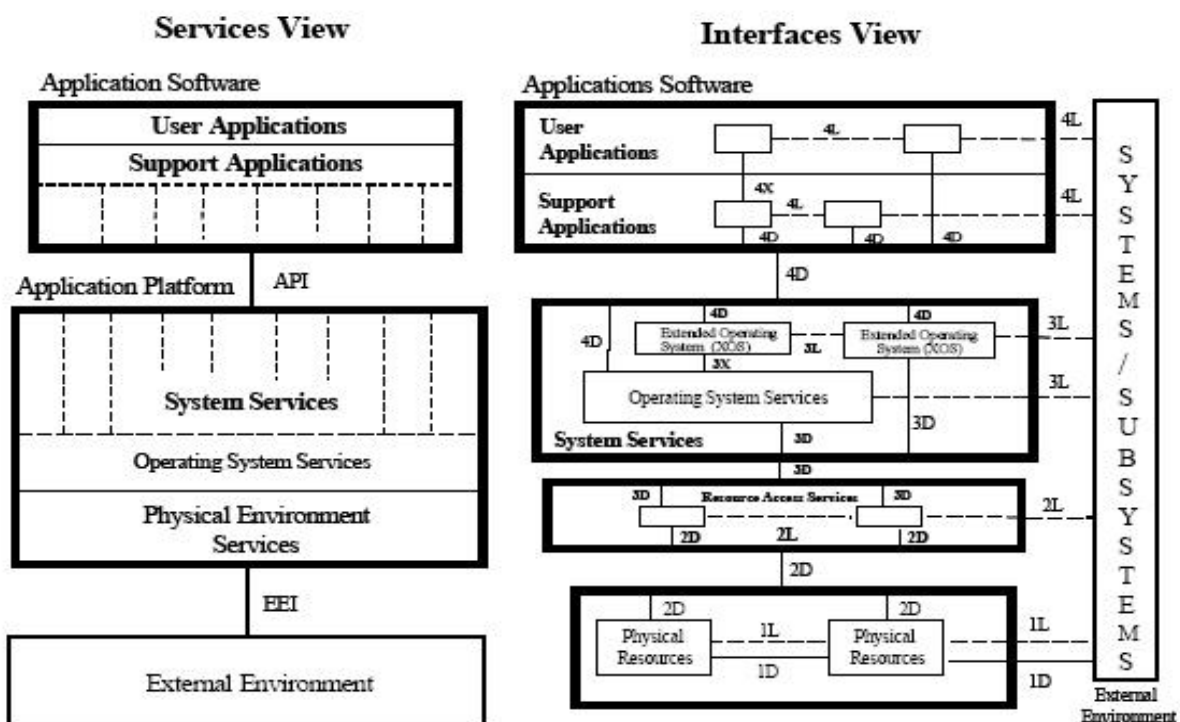 Services View
Application Software
User Applications
Support Applications
API
Application Platform
System Services
Operating System Services
Physical Environment
Services
EEI
External Environment
Interfaces View
Applications Software
User
Applications
4L
4L
4X
Support
Applications
4L
4L
4D
4D
4D
4D
4D
4D
4D
Extended Operating
System (XOS)
3L
Extended Operating
System (XOS)
3L
3X
Operating System Services
3L
3D
System Services
3D
3D
3D
Resource Access Services
3D
2L
2D
2L
2D
2D
2D
2D
Physical
Resources
1L
1D
Physical
Resources
1L
1D
SYSTEMS/SUBSYSTEMS
External
Environment